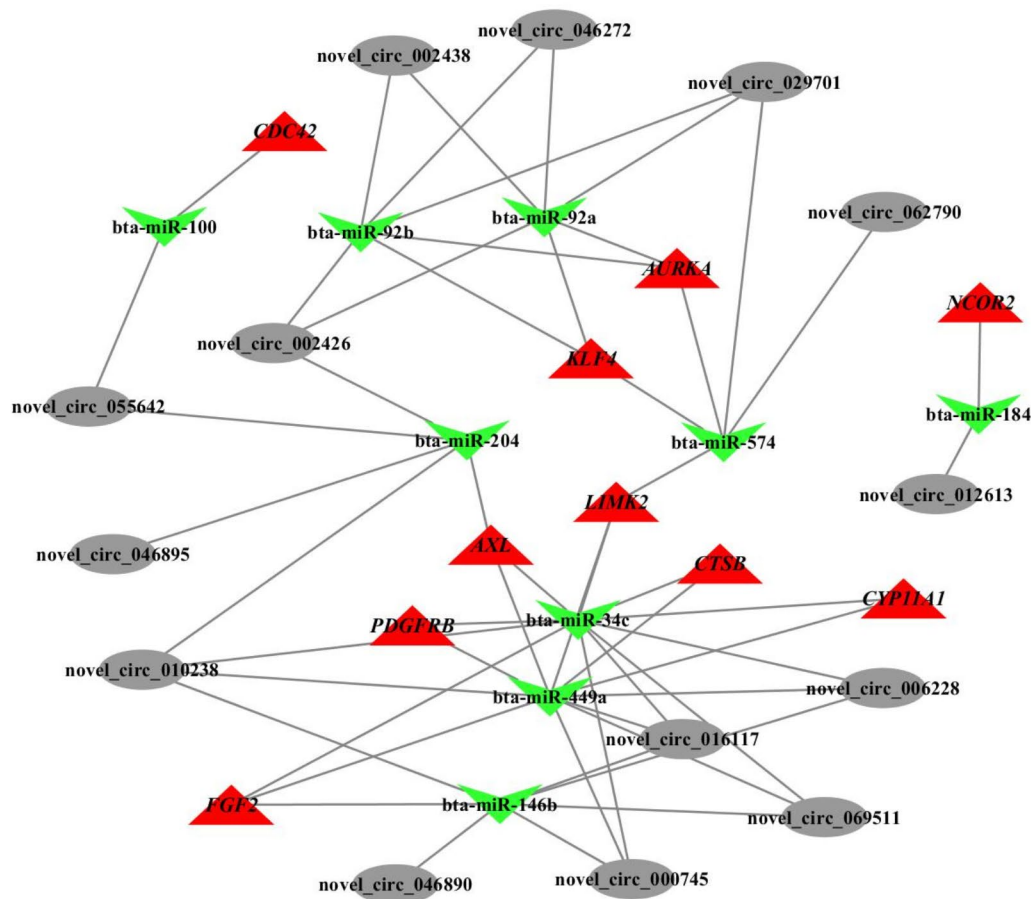 novel_circ_046272
novel_circ_002438
novel_circ_029701
CDC42
bta-miR-100
bta-miR-92b
bta-miR-92a
novel_circ_062790
AURKA
NCOR2
novel_circ_002426
KLF4
novel_circ_055642
bta-miR-204
bta-miR-574
bta-miR-184
novel_circ_012613
LIMK2
novel_circ_046895
AXL
CTSB
CYP11A1
PDGFRB
bta-miR-34c
novel_circ_010238
bta-miR-449a
novel_circ_006228
novel_circ_016117
FGF2
bta-miR-146b
novel_circ_069511
novel_circ_046890
novel_circ_000745